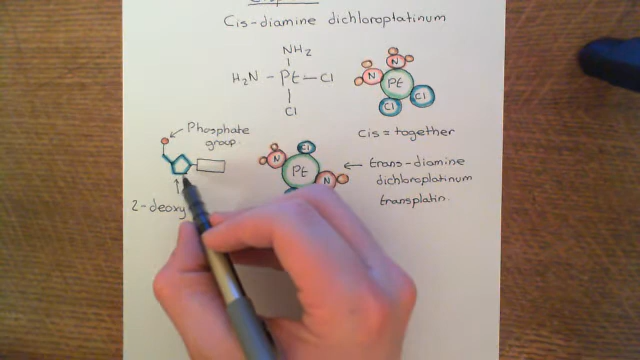 Cis-diamine dichloroplatinum
NH2
H2N - Pt - Cl
Cl
N
N
Pt
Cl
Cl
cis = together
Phosphate
group
2-deoxy
N
Cl
Pt
N
trans-diamine
dichloroplatinum
transplatin